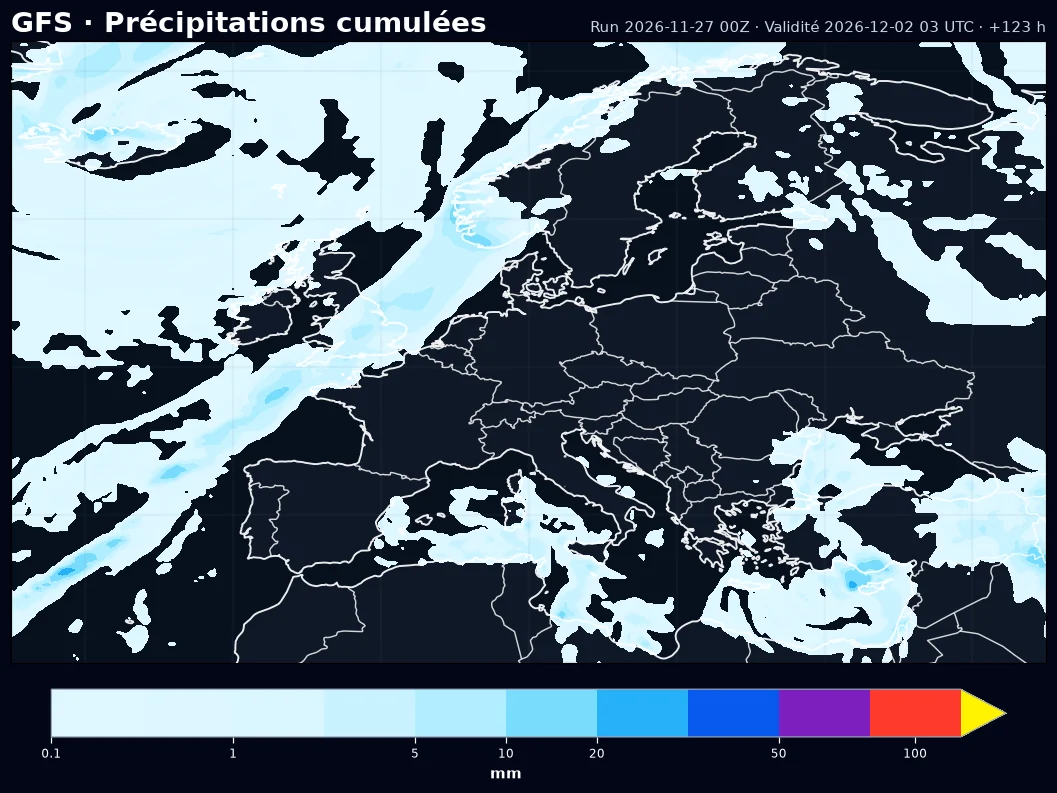 GFS · Précipitations cumulées
Run 2026-11-27 00Z · Validité 2026-12-02 03 UTC · +123 h
0.1 1 5 10 20 50 100
mm